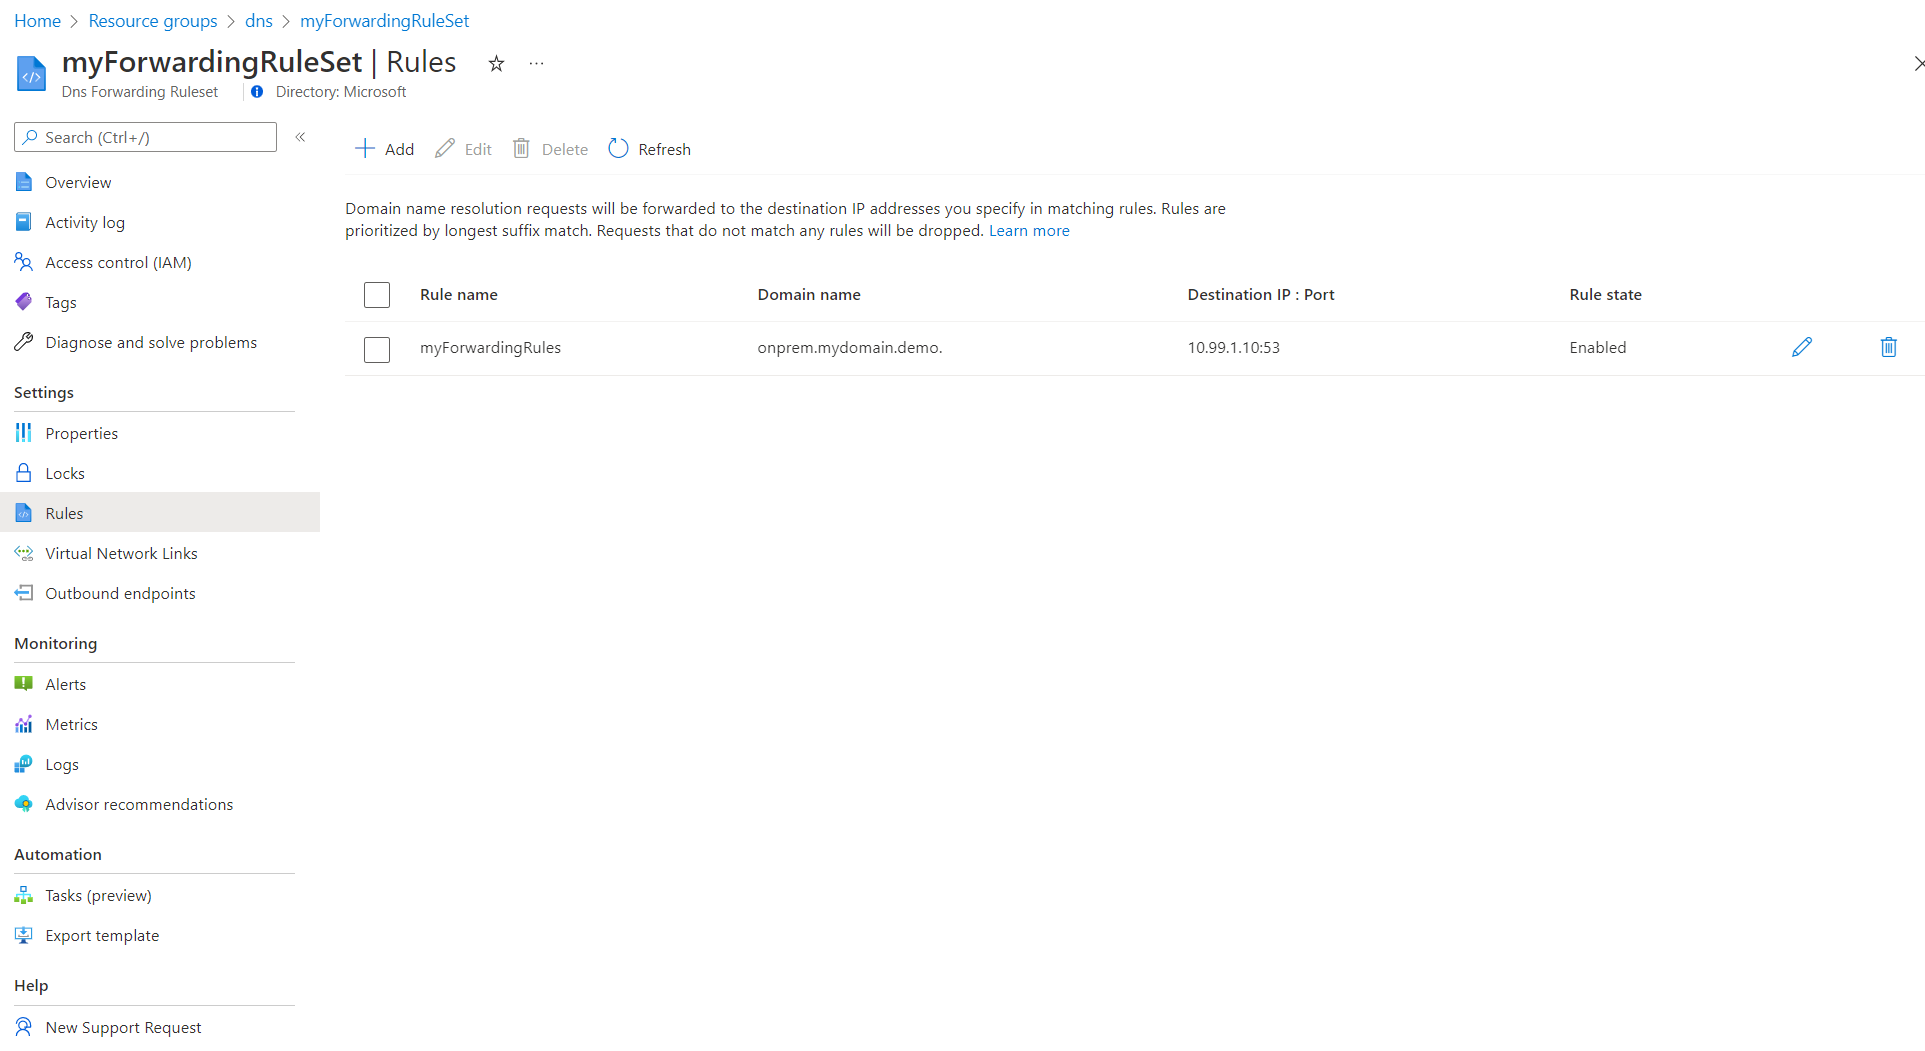 Home > Resource groups > dns > myForwardingRuleSet
myForwardingRuleSet | Rules
Dns Forwarding Ruleset
Directory: Microsoft
Search (Ctrl+/)
Overview
Activity log
Access control (IAM)
Tags
Diagnose and solve problems
Settings
Properties
Locks
Rules
Virtual Network Links
Outbound endpoints
Monitoring
Alerts
Metrics
Logs
Advisor recommendations
Automation
Tasks (preview)
Export template
Help
New Support Request
Add Edit Delete Refresh
Domain name resolution requests will be forwarded to the destination IP addresses you specify in matching rules. Rules are
prioritized by longest suffix match. Requests that do not match any rules will be dropped. Learn more
Rule name Domain name Destination IP : Port Rule state
myForwardingRules onprem.mydomain.demo. 10.99.1.10:53 Enabled